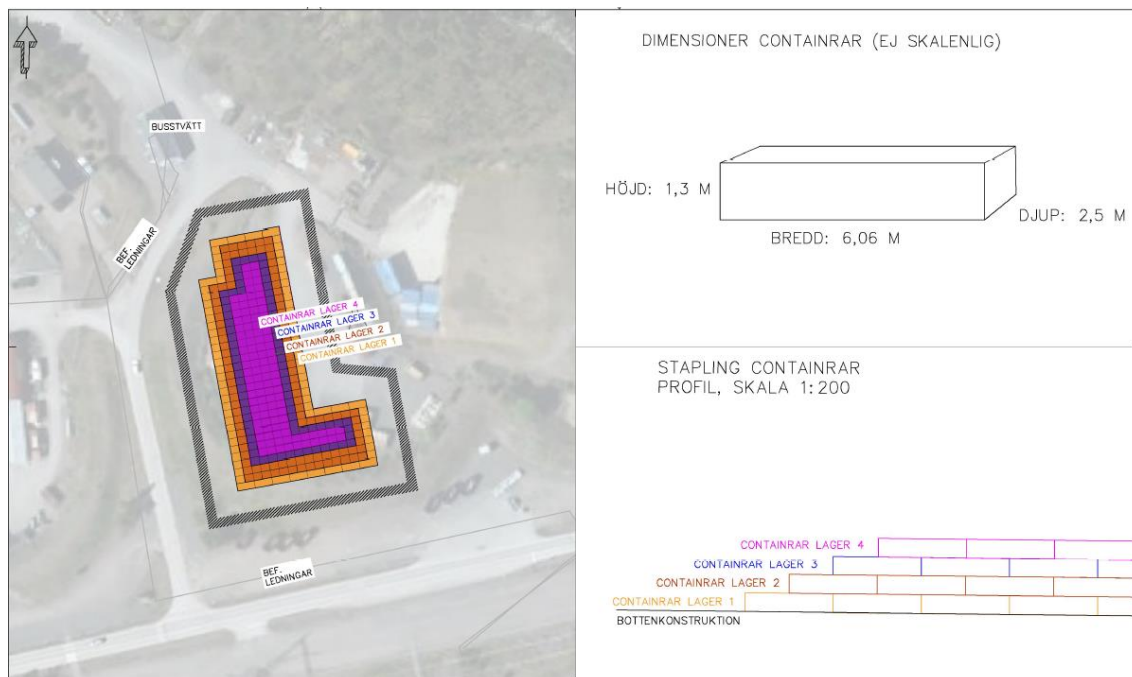 BUSSTVÄTT
BEF.
LEDNINGAR
CONTAINRAR LAGER 4
CONTAINRAR LAGER 3
CONTAINRAR LAGER 2
CONTAINRAR LAGER 1
BEF.
LEDNINGAR
DIMENSIONER CONTAINRAR (EJ SKALENLIG)
HÖJD: 1,3 M
DJUP: 2,5 M
BREDD: 6,06 M
STAPLING CONTAINRAR
PROFIL, SKALA 1:200
CONTAINRAR LAGER 4
CONTAINRAR LAGER 3
CONTAINRAR LAGER 2
CONTAINRAR LAGER 1
BOTTENKONSTRUKTION